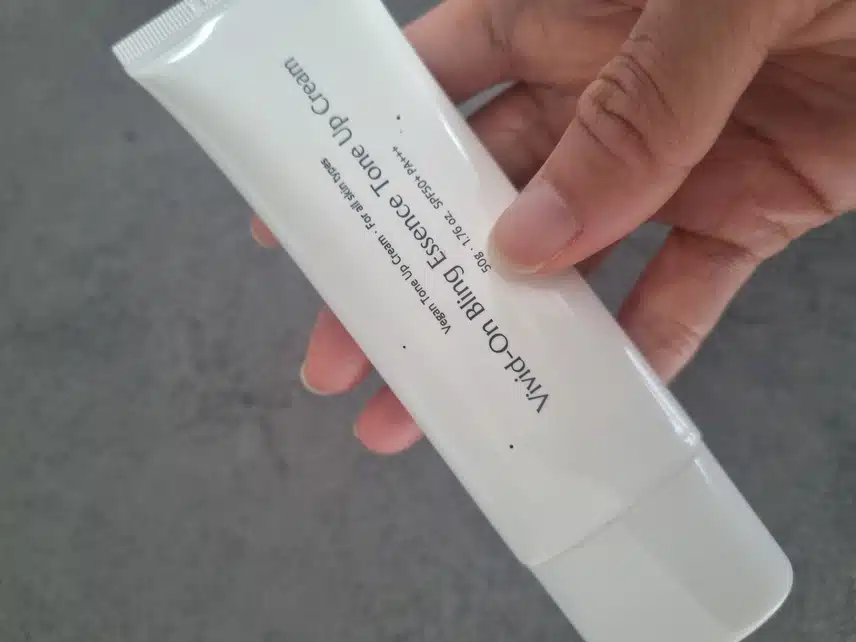 Vivid-On Bling Essence Tone Up Cream
Vegan Tone Up Cream · For all skin types
50g · 1.76 oz. SPF50+ PA+++